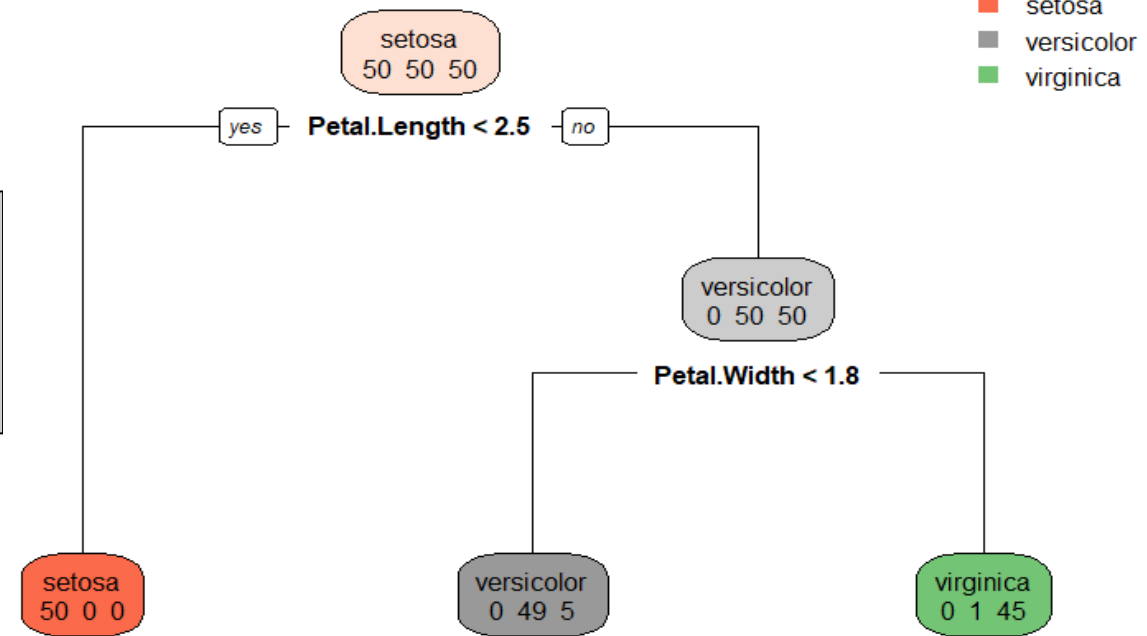 setosa
versicolor
virginica
setosa
50 50 50
yes Petal.Length < 2.5 no
versicolor
0 50 50
Petal.Width < 1.8
setosa
50 0 0
versicolor
0 49 5
virginica
0 1 45